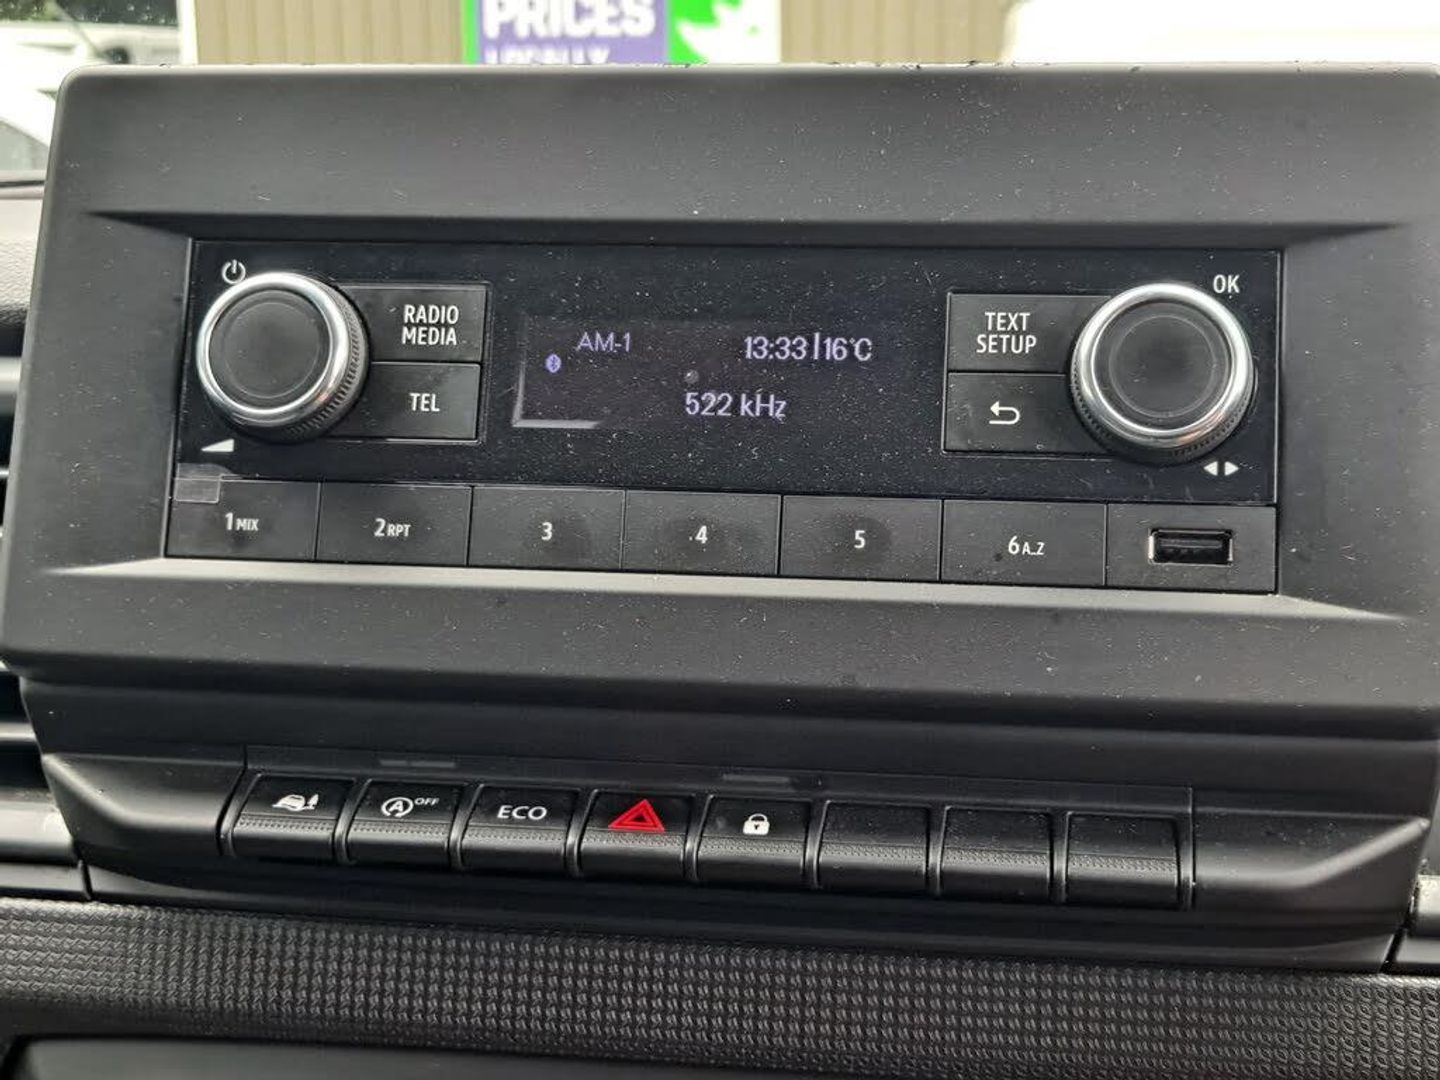 PRICES
RADIO
MEDIA
TEL
AM-1
13:33 16°C
522 kHz
TEXT
SETUP
OK
1 MIX
2 RPT
3
4
5
6 A..Z
A OFF
ECO